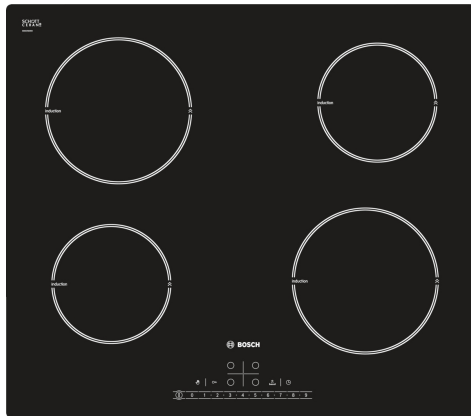 SCHOTT
CERAN®
induction
induction
induction
induction
BOSCH
0 1 · 2 · 3 · 4 · 5 · 6 · 7 · 8 · 9